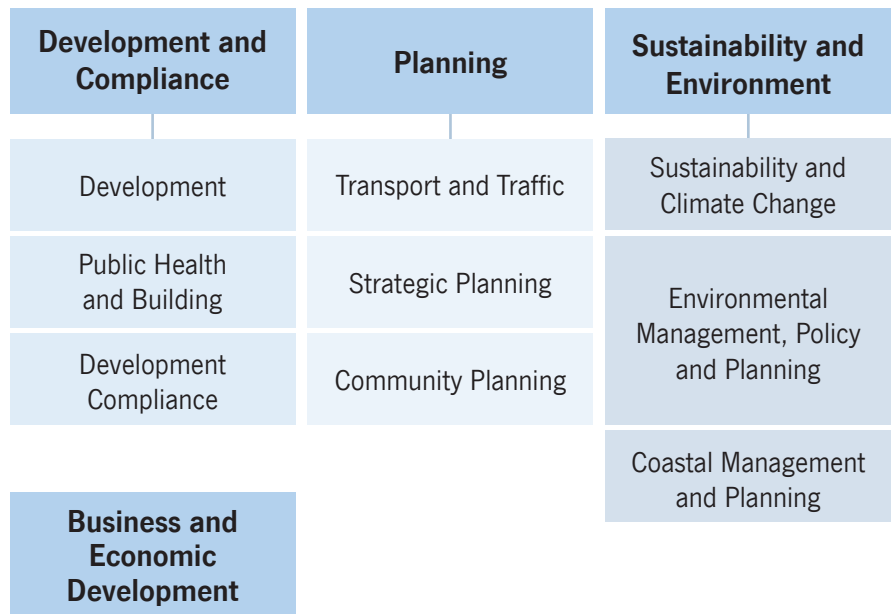 Development and
Compliance
Development
Public Health
and Building
Development
Compliance
Business and
Economic
Development
Planning
Transport and Traffic
Strategic Planning
Community Planning
Sustainability and
Environment
Sustainability and
Climate Change
Environmental
Management, Policy
and Planning
Coastal Management
and Planning